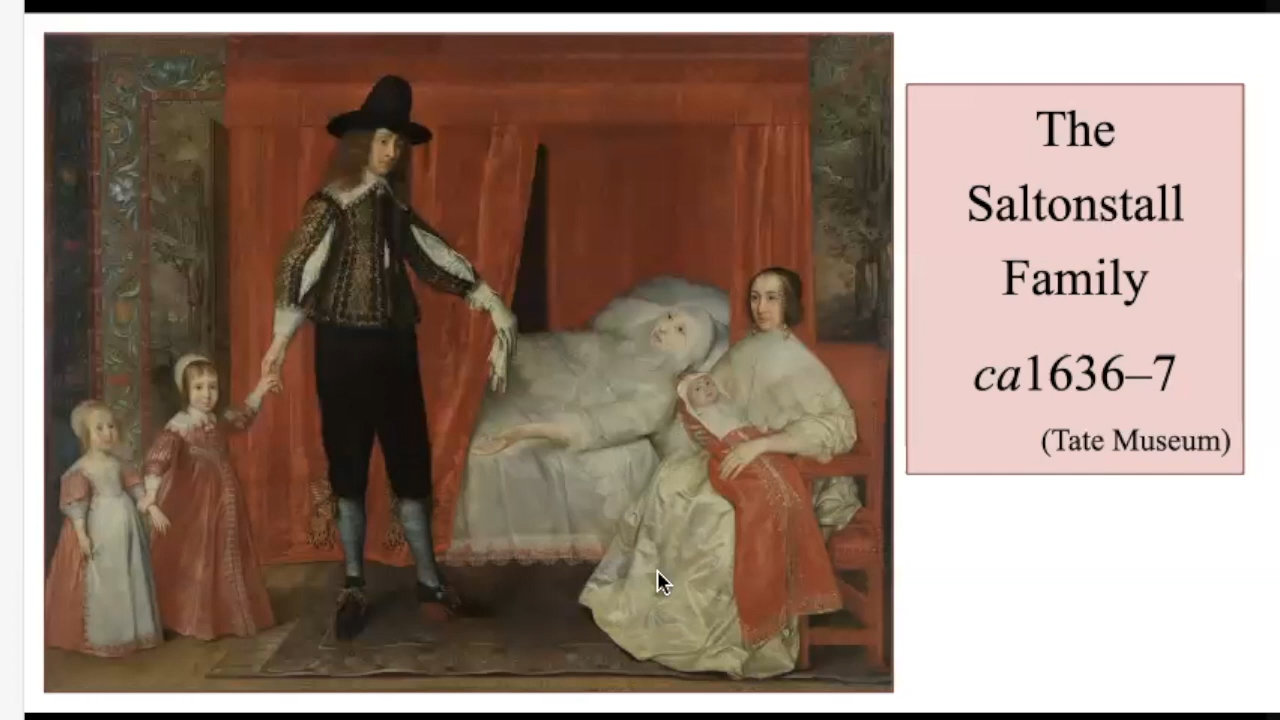 The
Saltonstall
Family
ca1636–7
(Tate Museum)